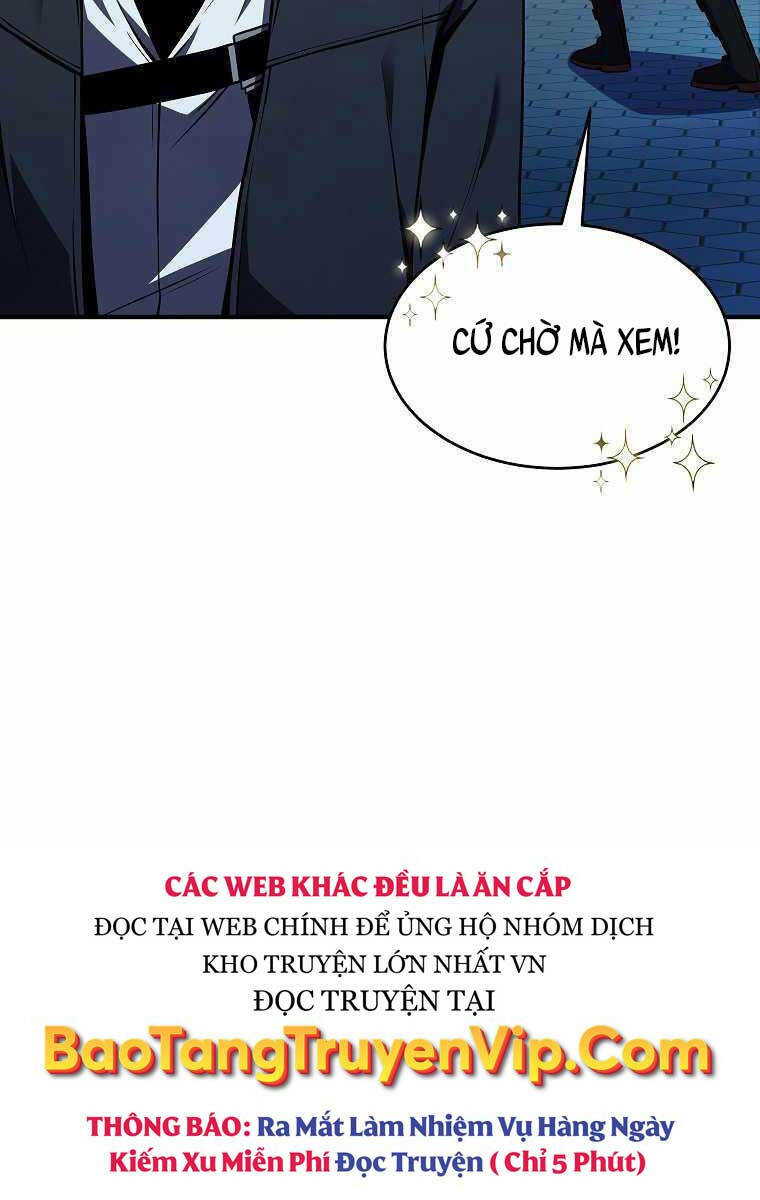 CỨ CHỜ MÀ XEM!
CÁC WEB KHÁC ĐỀU LÀ ĂN CẮP
ĐỌC TẠI WEB CHÍNH ĐỂ ỦNG HỘ NHÓM DỊCH
KHO TRUYỆN LỚN NHẤT VN
ĐỌC TRUYỆN TẠI
BaoTangTruyenVip.Com
THÔNG BÁO: Ra Mắt Làm Nhiệm Vụ Hàng Ngày
Kiếm Xu Miễn Phí Đọc Truyện ( Chỉ 5 Phút)